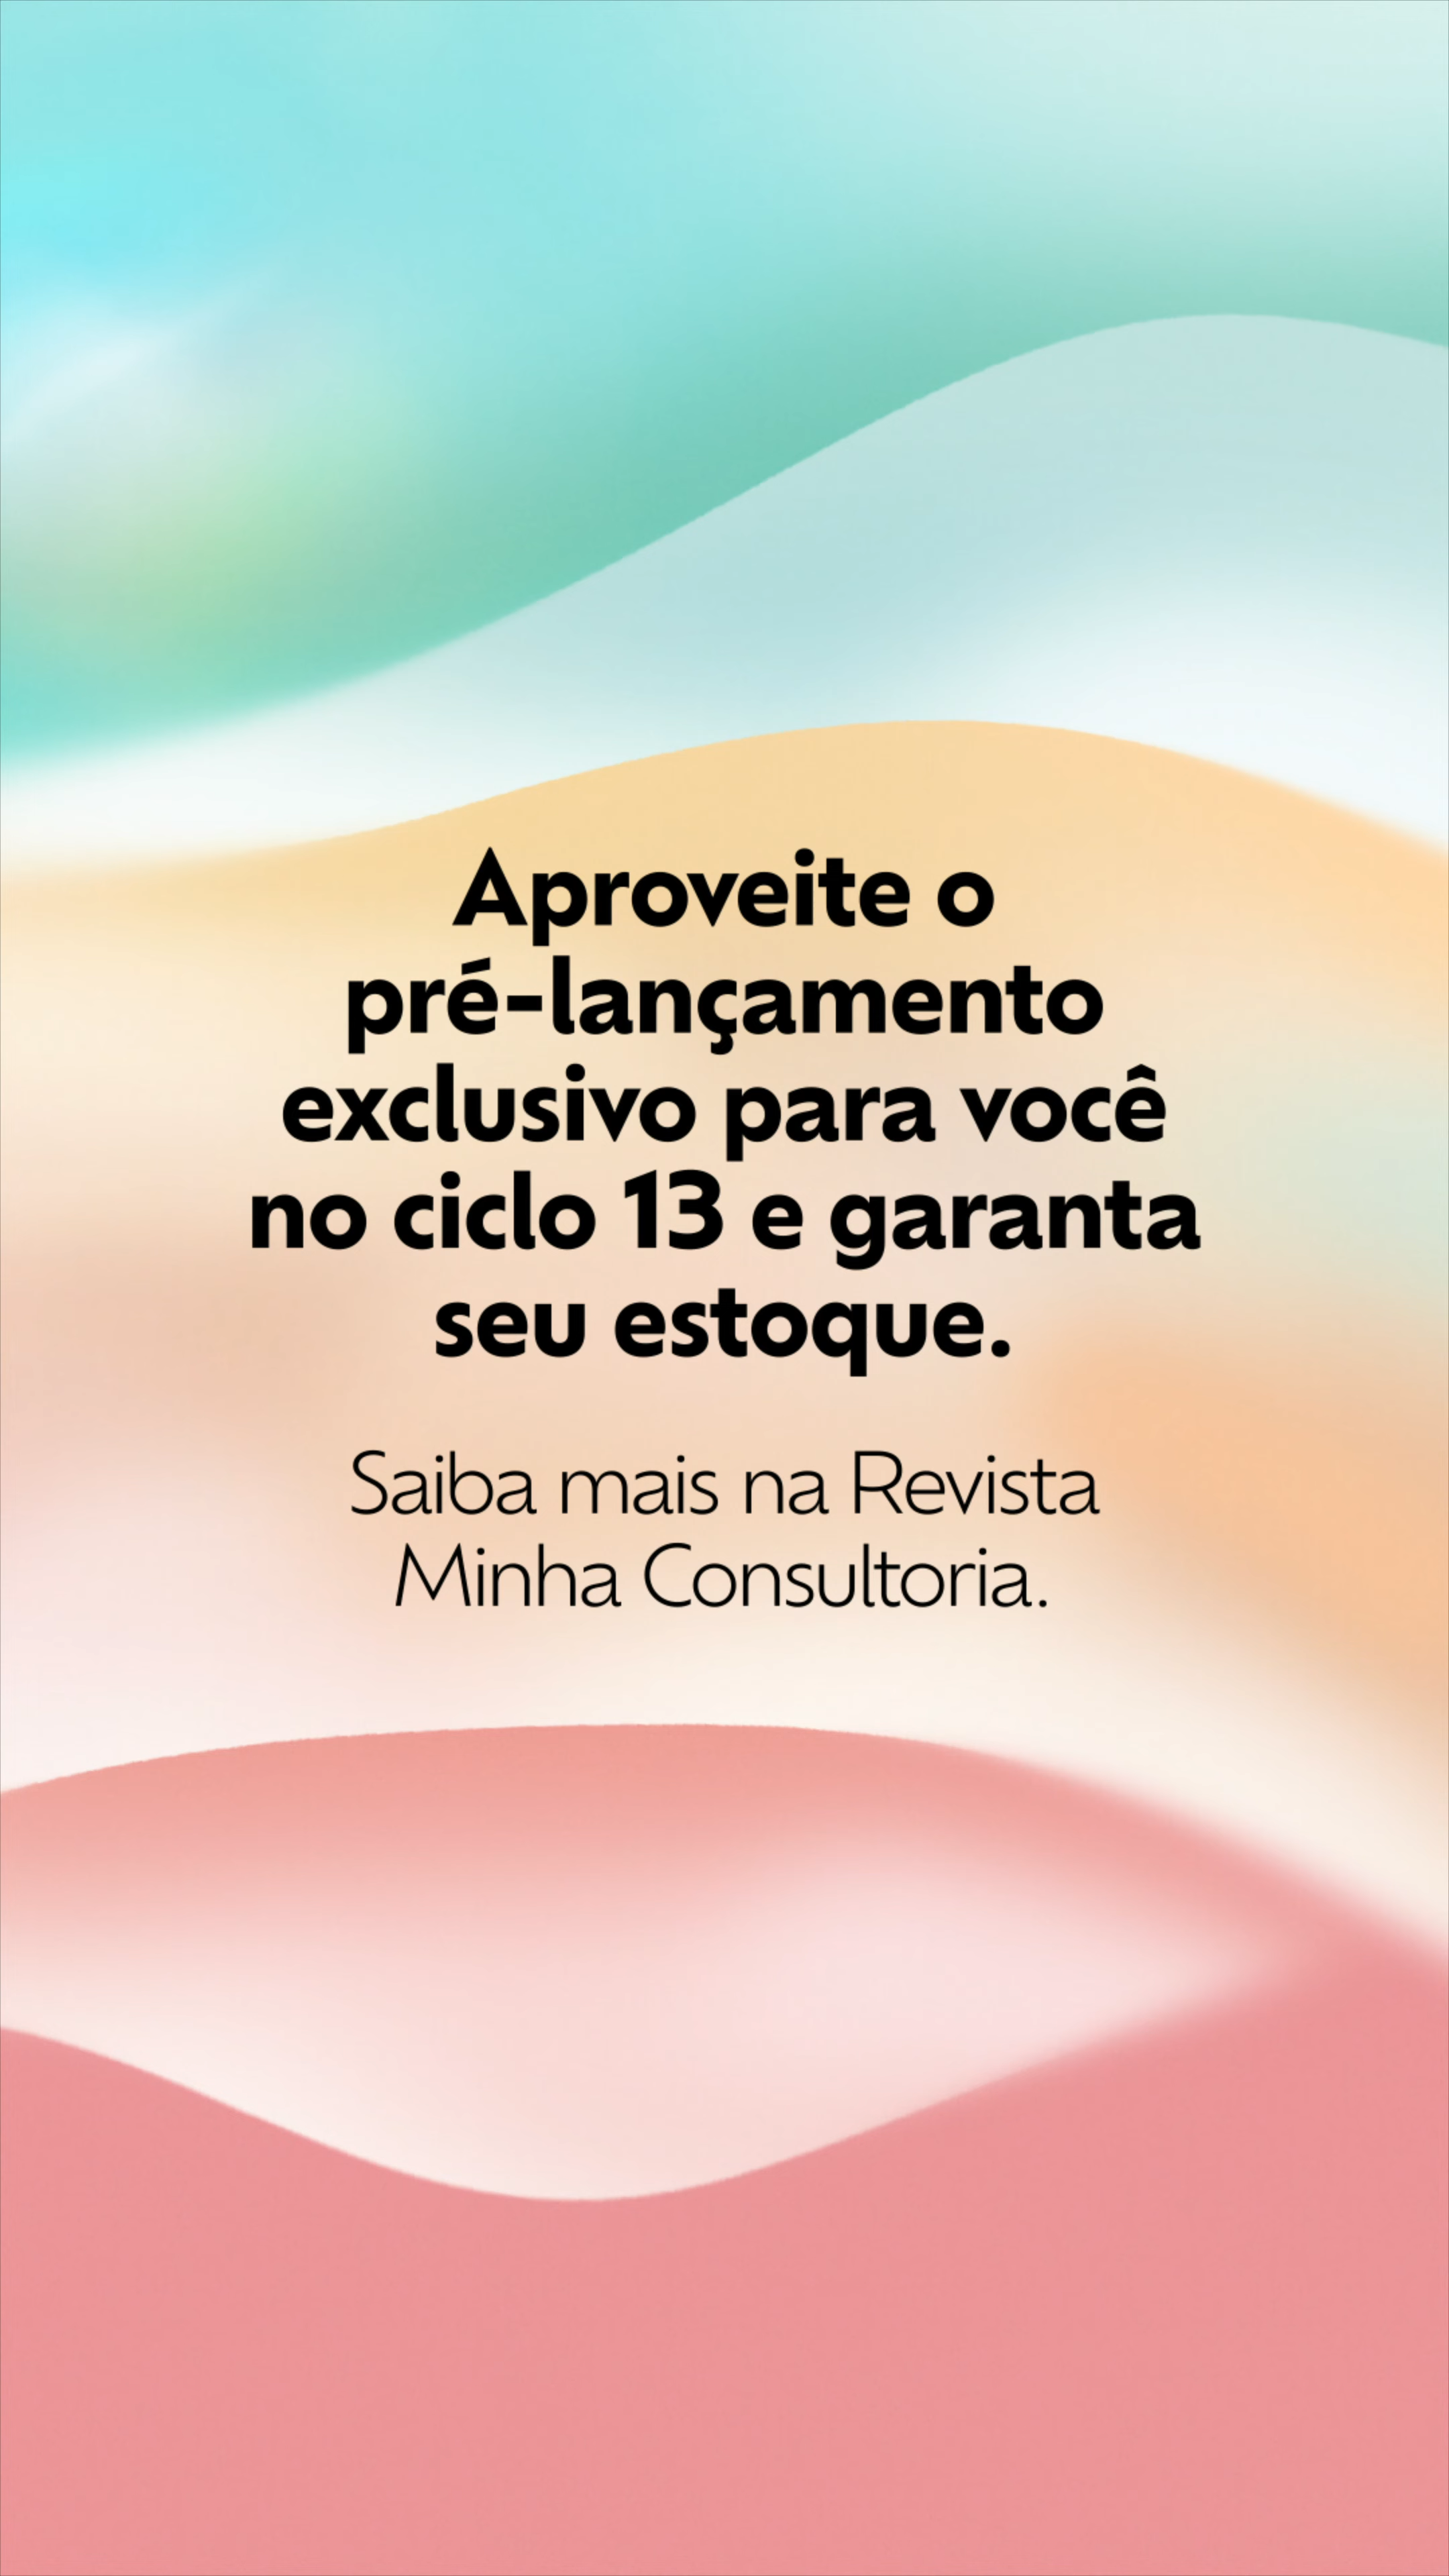 Aproveite o
pré-lançamento
exclusivo para você
no ciclo 13 e garanta
seu estoque.
Saiba mais na Revista
Minha Consultoria.